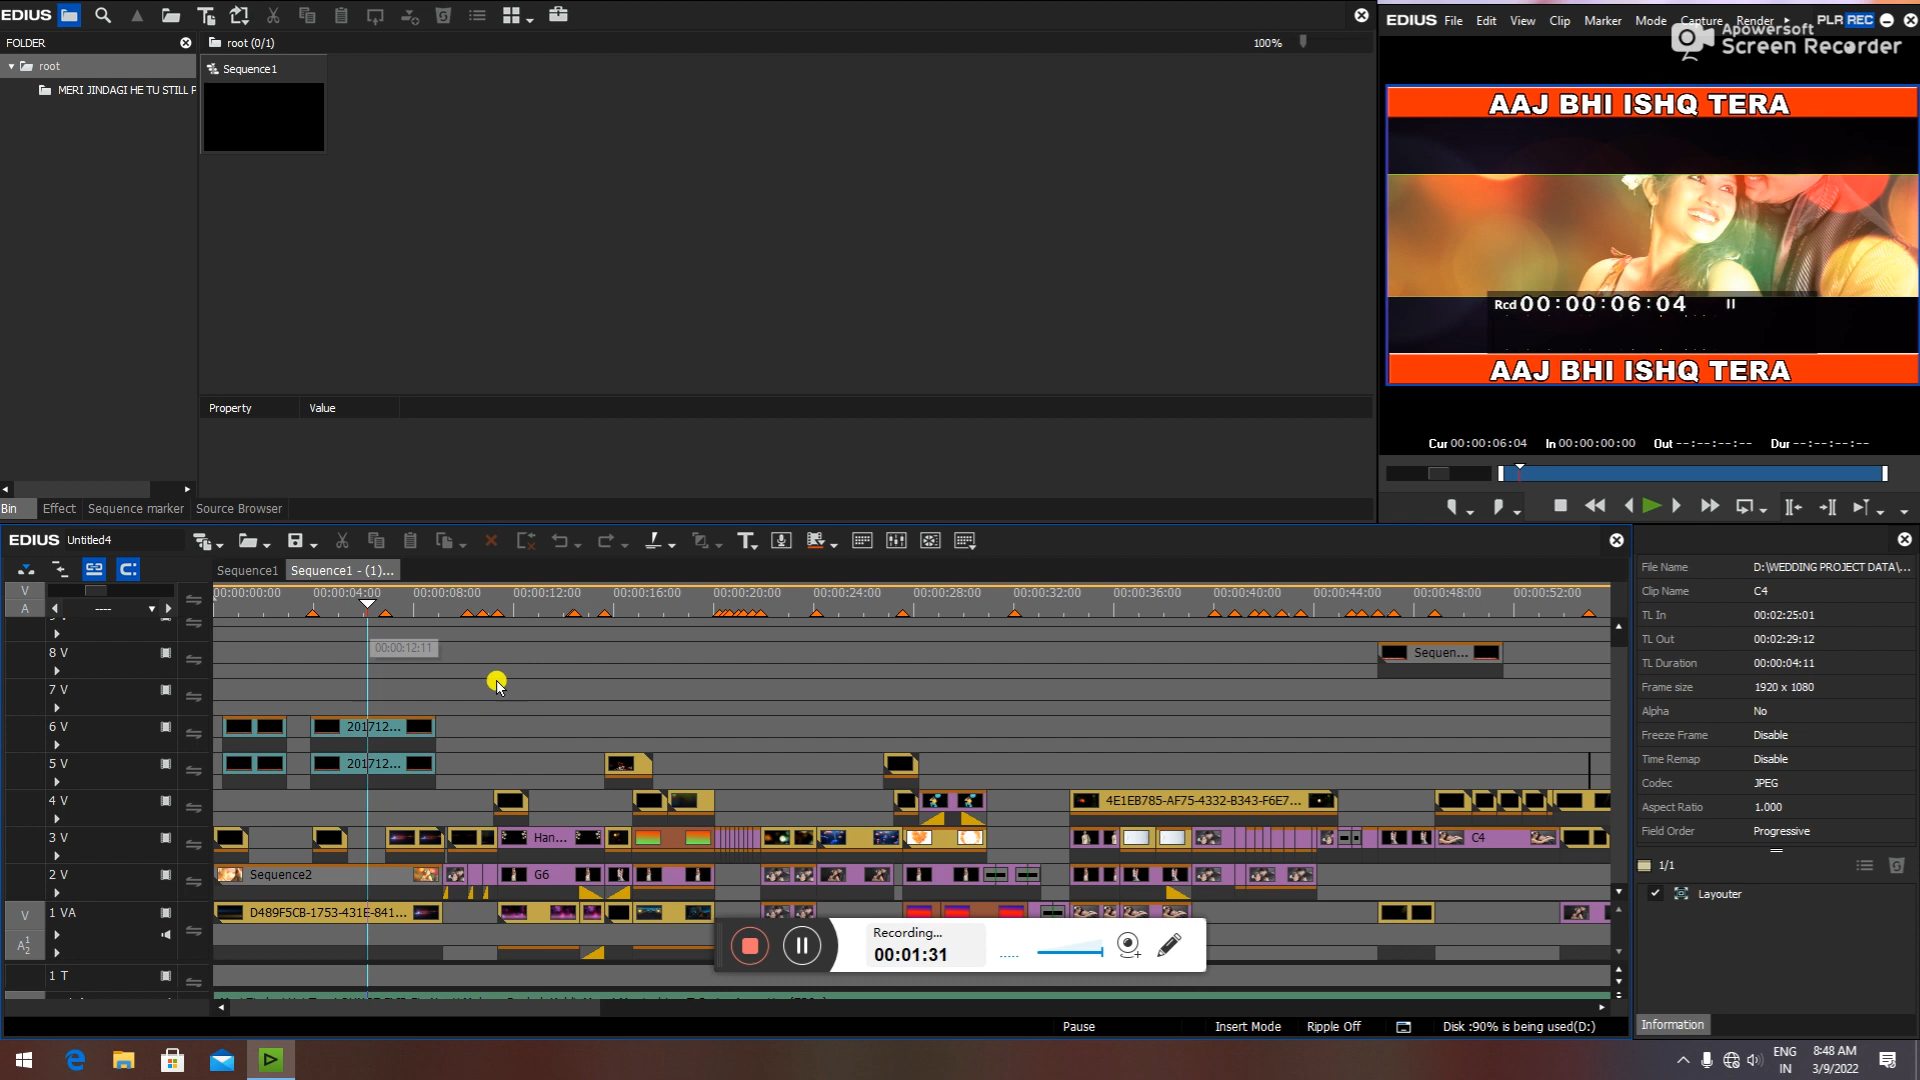 EDIUS
FOLDER
root
MERI JINDAGI HE TU STILL P
root (0/1)
100%
Sequence1
Property Value
Bin Effect Sequence marker Source Browser
EDIUS File Edit View Clip Marker Mode Capture Render PLR REC
Apowersoft
Screen Recorder
AAJ BHI ISHQ TERA
Rcd 00:00:06:04
AAJ BHI ISHQ TERA
Cur 00:00:06:04 In 00:00:00:00 Out --:--:--:-- Dur --:--:--:--
EDIUS Untitled4
Sequence1 Sequence1 - (1)...
V
A ----
00:00:00:00 00:00:04:00 00:00:08:00 00:00:12:00 00:00:16:00 00:00:20:00 00:00:24:00 00:00:28:00 00:00:32:00 00:00:36:00 00:00:40:00 00:00:44:00 00:00:48:00 00:00:52:00
00:00:12:11
8 V
Sequen...
7 V
6 V
201712...
5 V
201712...
4 V
4E1EB785-AF75-4332-B343-F6E7...
3 V
Han...
C4
2 V
Sequence2
G6
V 1 VA
D489F5CB-1753-431E-841...
A 1 2
1 T
Recording...
00:01:31
Pause Insert Mode Ripple Off Disk :90% is being used(D:)
File Name D:\WEDDING PROJECT DATA\,...
Clip Name C4
TL In 00:02:25:01
TL Out 00:02:29:12
TL Duration 00:00:04:11
Frame size 1920 x 1080
Alpha No
Freeze Frame Disable
Time Remap Disable
Codec JPEG
Aspect Ratio 1.000
Field Order Progressive
1/1
Layouter
Information
ENG
IN
8:48 AM
3/9/2022